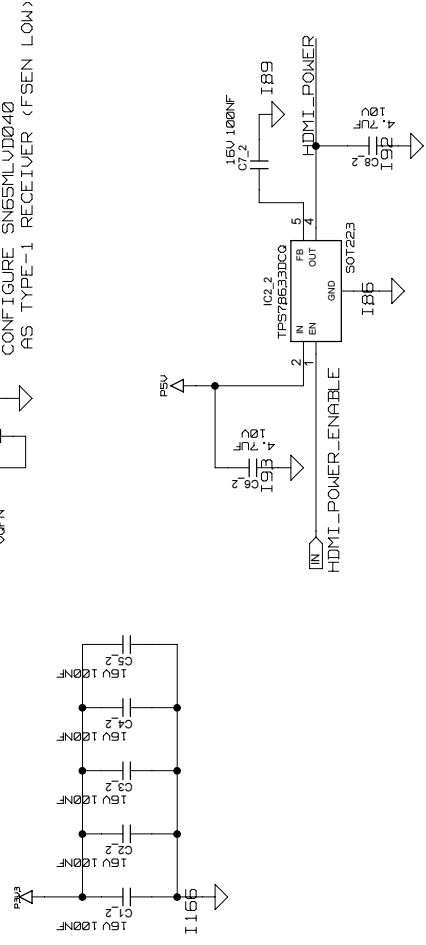 CONFIGURE SN65MLVD040
AS TYPE-1 RECEIVER (FSEN LOW)
VQFN
P3V3
16V 100NF
C1_2
16V 100NF
C2_2
16V 100NF
C3_2
16V 100NF
C4_2
16V 100NF
C5_2
I166
P5V
4.7UF
10V
C6_2
I93
IN
HDMI_POWER_ENABLE
IC2_2
TPS78633DCQ
2
IN
1
EN
5
FB
4
OUT
GND
SOT223
I86
16V 100NF
C7_2
I89
HDMI_POWER
4.7UF
10V
C8_2
I92